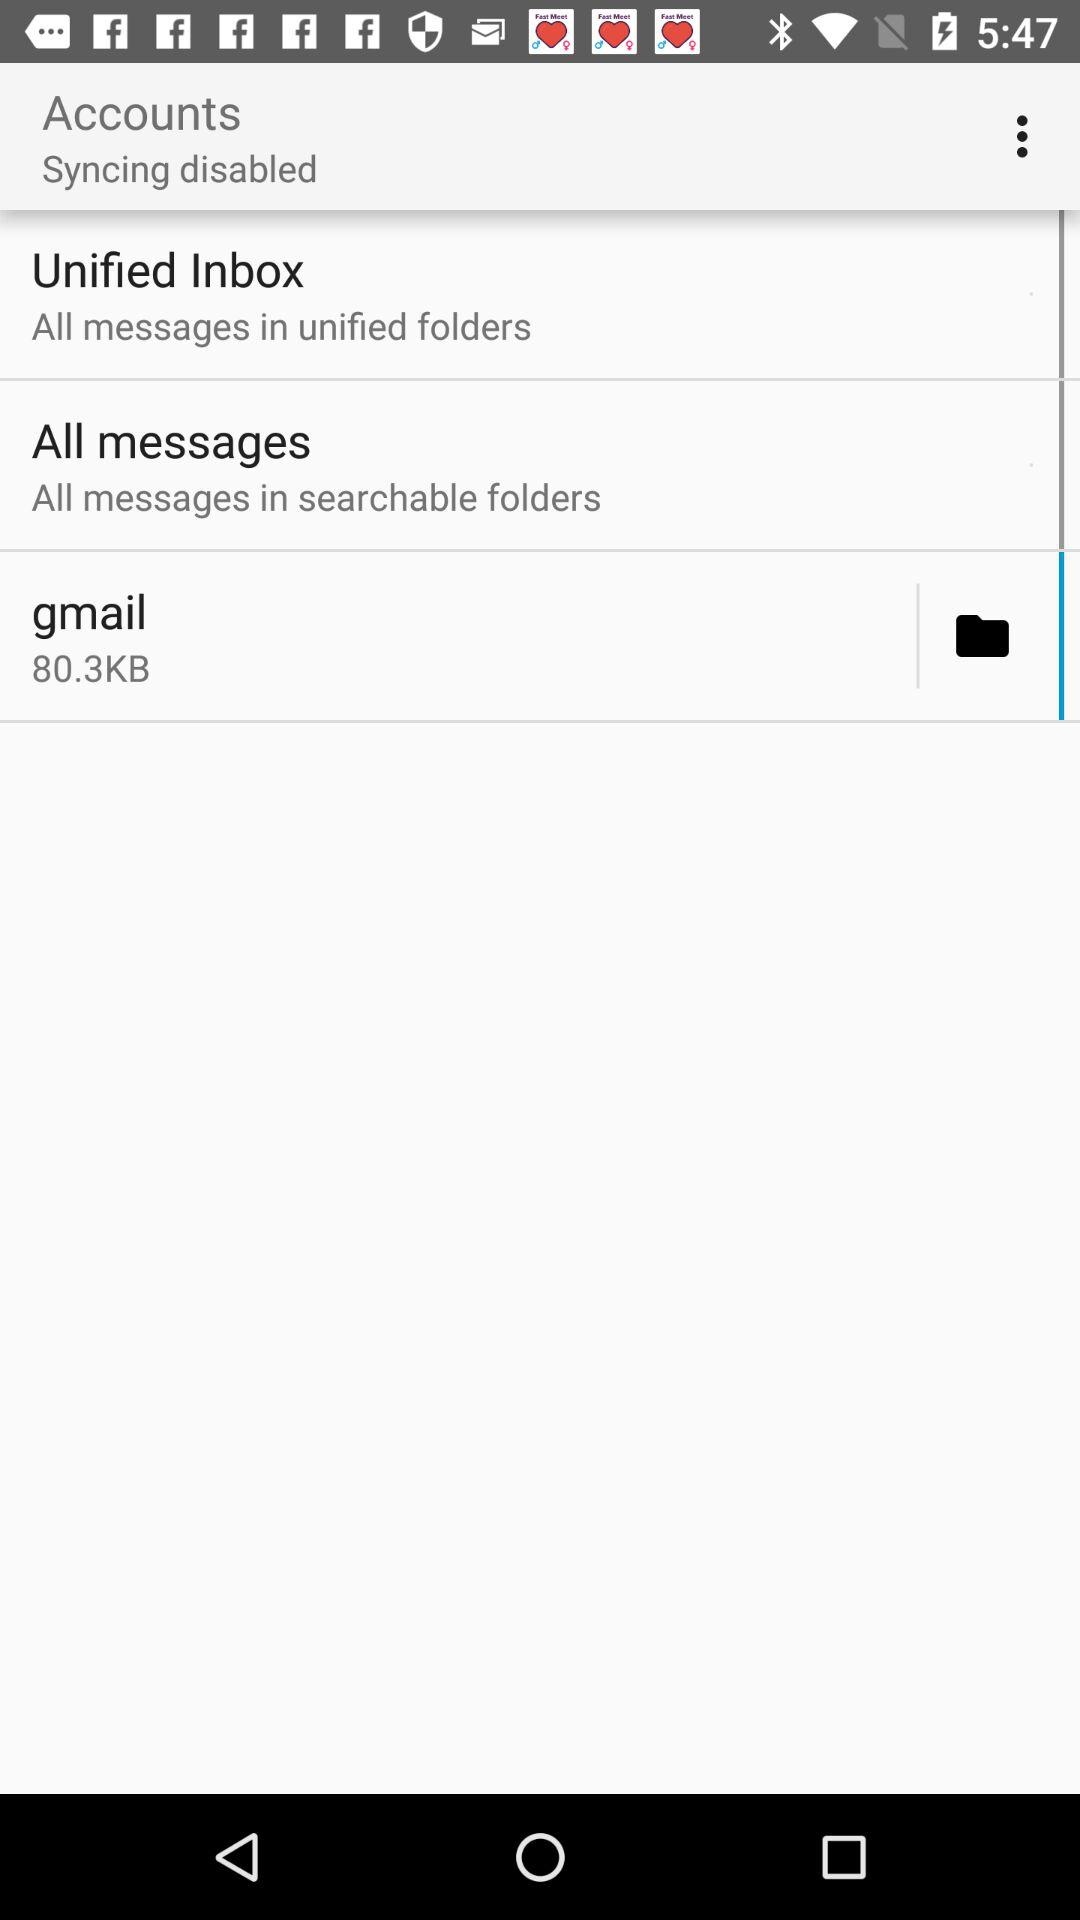 Fast Meet Fast Meet Fast Meet 5:47
Accounts
Syncing disabled
Unified Inbox
All messages in unified folders
All messages
All messages in searchable folders
gmail
80.3KB